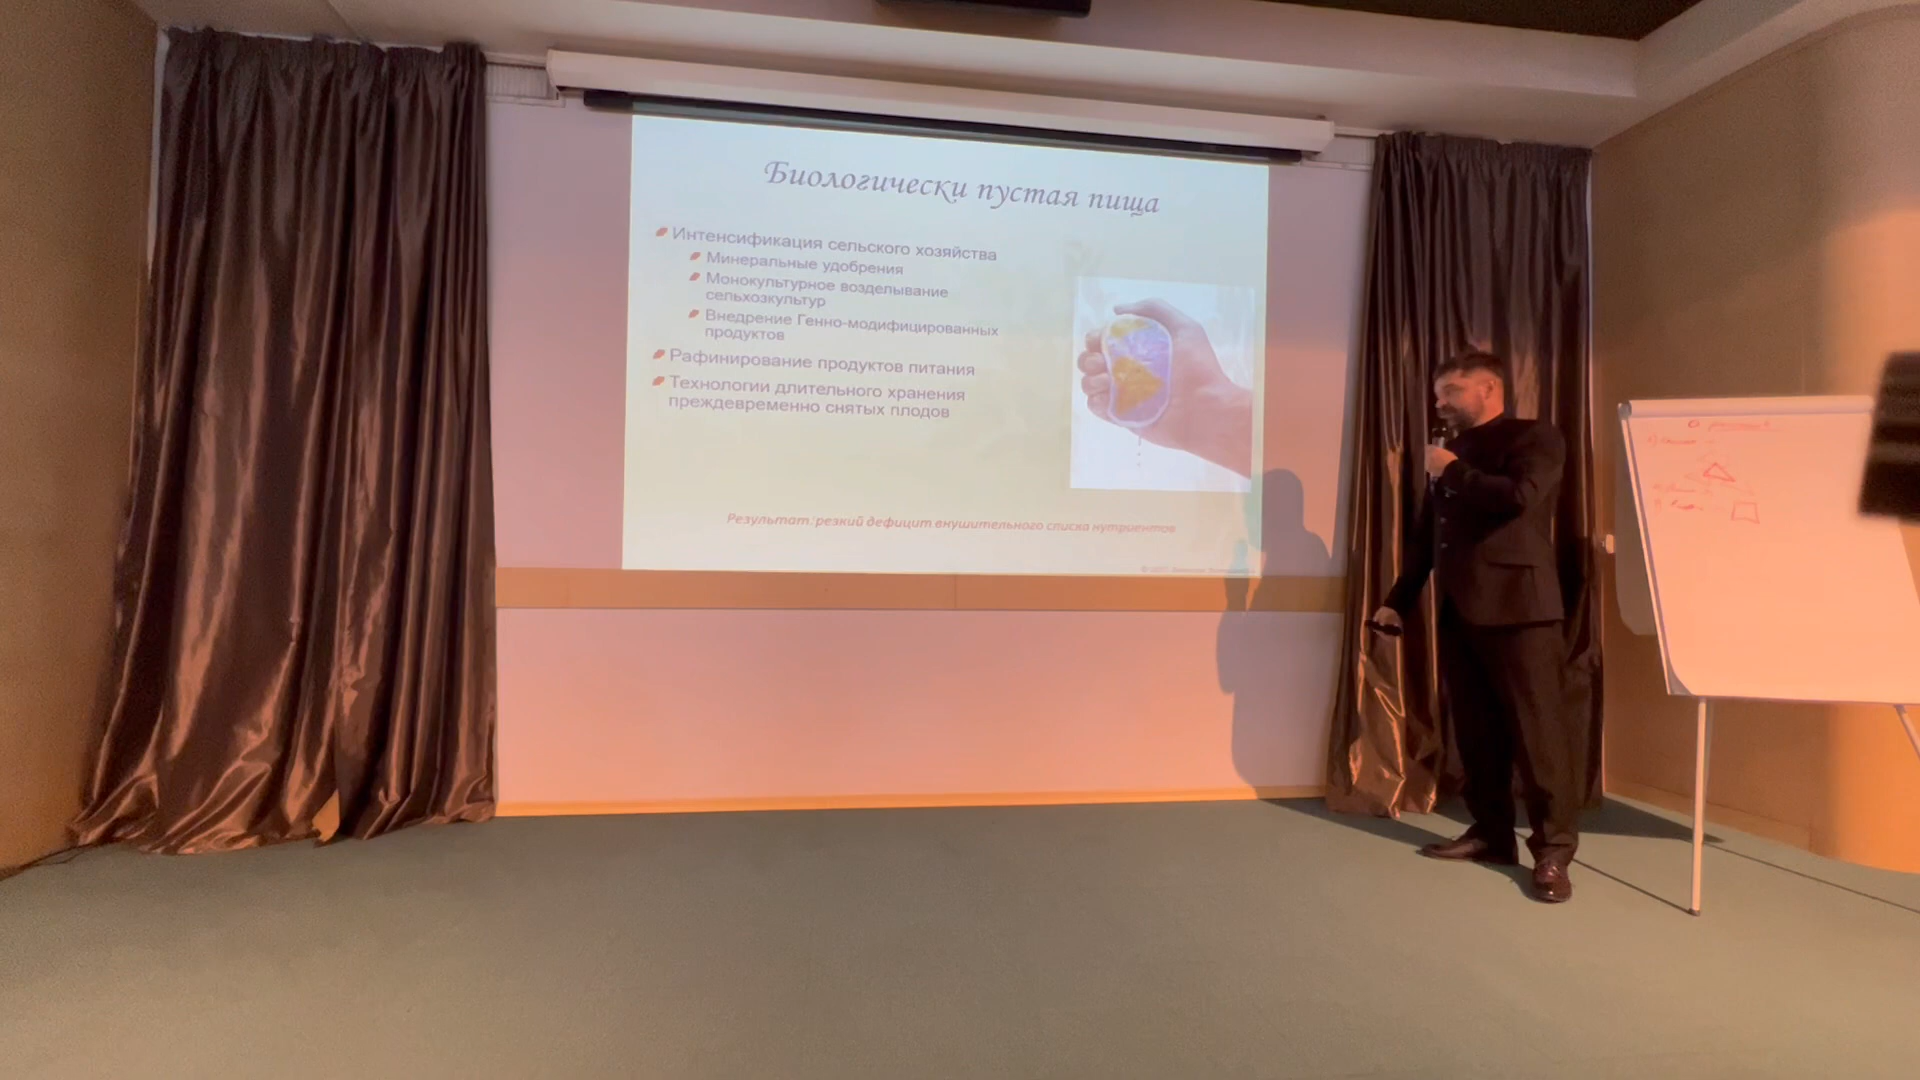 Биологически пустая пища
Интенсификация сельского хозяйства
Минеральные удобрения
Монокультурное возделывание
сельхозкультур
Внедрение Генно-модифицированных
продуктов
Рафинирование продуктов питания
Технологии длительного хранения
преждевременно снятых плодов
Результат: резкий дефицит внушительного списка нутриентов